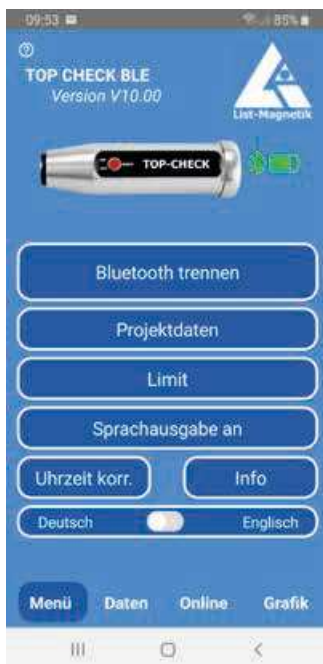 09:53 85%
?
TOP CHECK BLE
Version V10.00
List-Magnetik
TOP-CHECK
Bluetooth trennen
Projektdaten
Limit
Sprachausgabe an
Uhrzeit korr. Info
Deutsch Englisch
Menü Daten Online Grafik